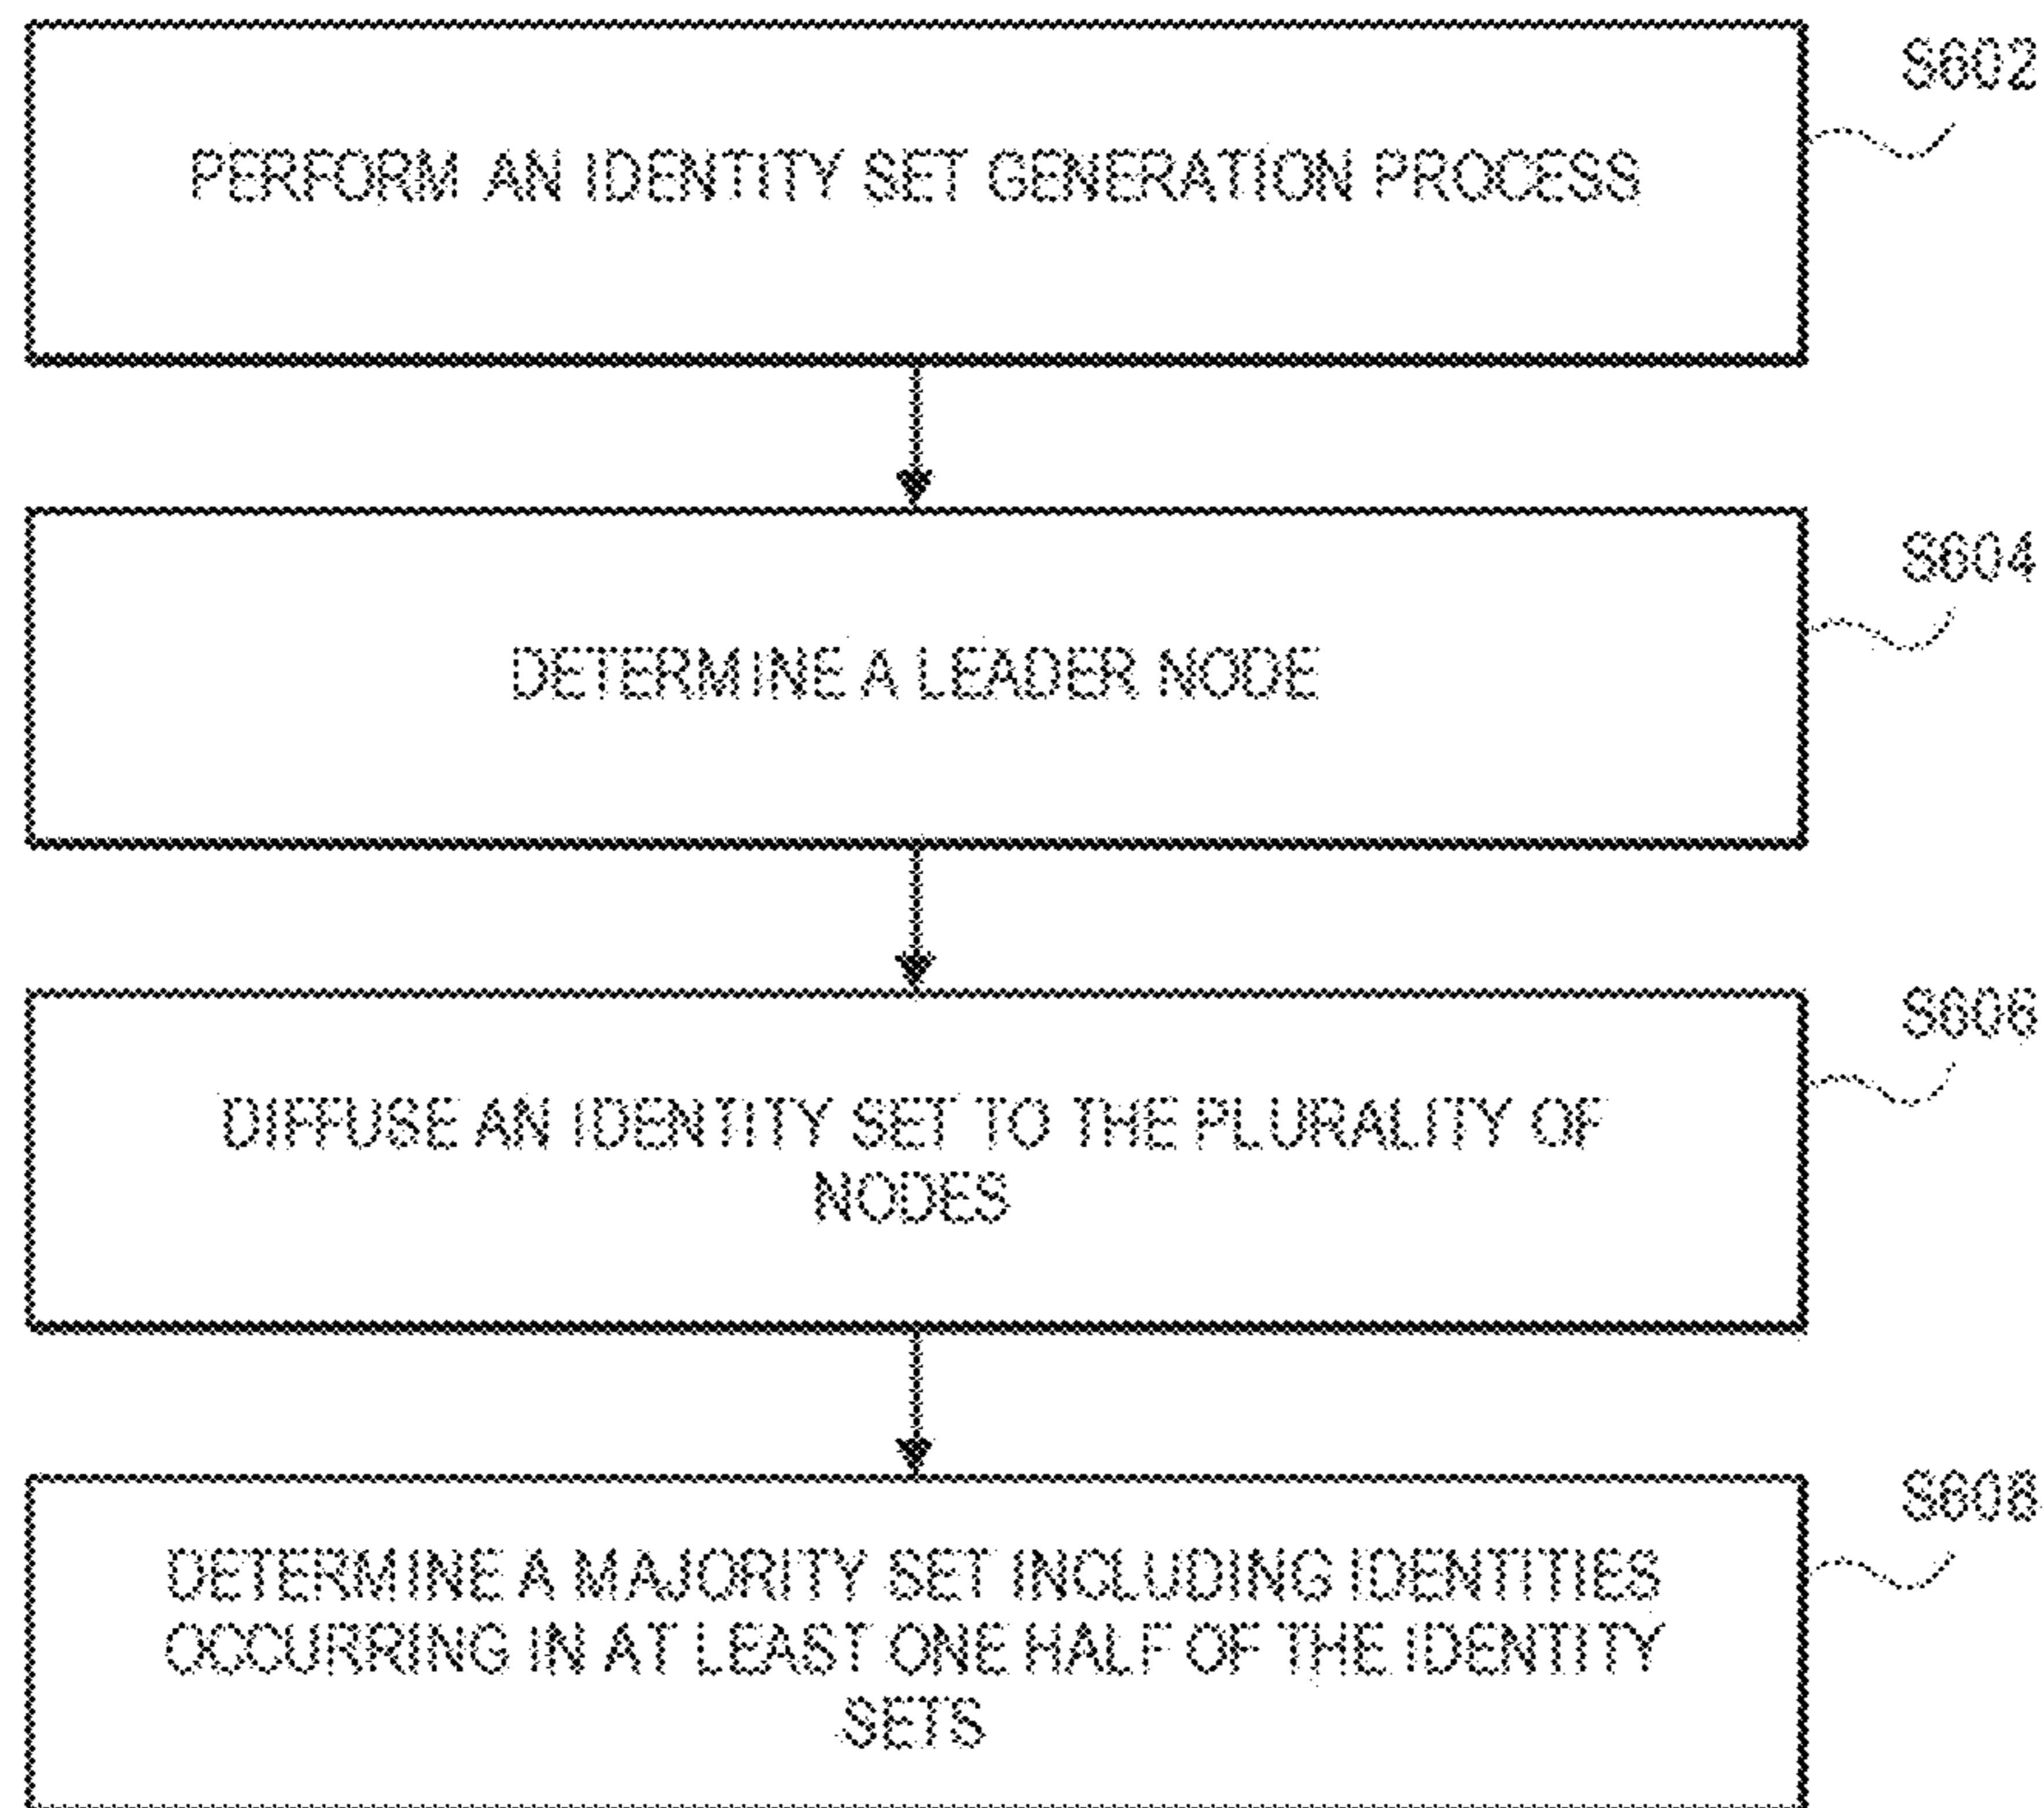 S602
PERFORM AN IDENTITY SET GENERATION PROCESS
S604
DETERMINE A LEADER NODE
S606
DIFFUSE AN IDENTITY SET TO THE PLURALITY OF
NODES
S608
DETERMINE A MAJORITY SET INCLUDING IDENTITIES
OCCURRING IN AT LEAST ONE HALF OF THE IDENTITY
SETS